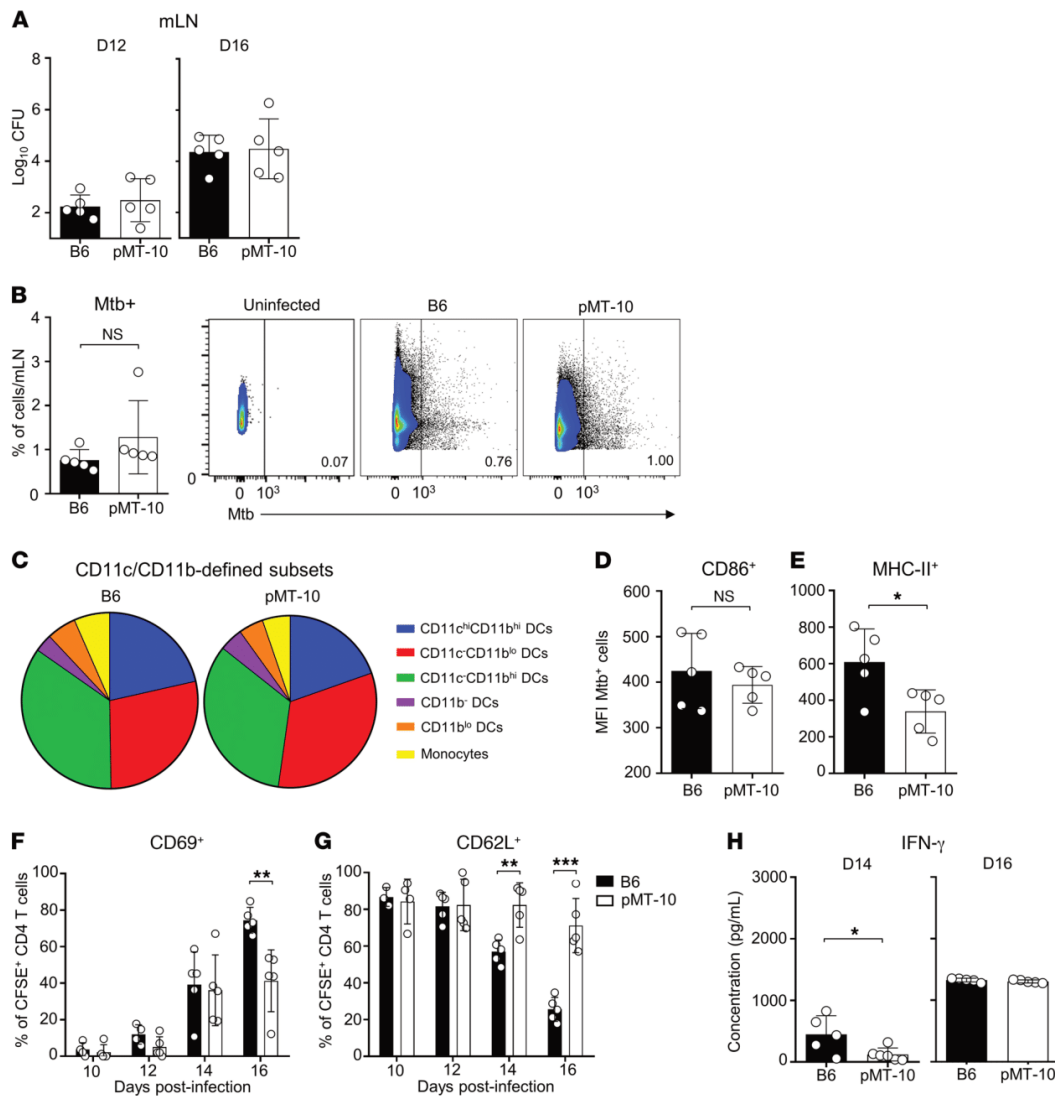 A
mLN
D12
D16
Log10 CFU
8
6
4
2
B6
pMT-10
B6
pMT-10
B
Mtb+
% of cells/mLN
4
3
2
1
0
NS
B6
pMT-10
Uninfected
B6
pMT-10
0.07
0.76
1.00
0
0 10³
0 10³
0 10³
Mtb
C
CD11c/CD11b-defined subsets
B6
pMT-10
CD11chiCD11bhi DCs
CD11c-CD11blo DCs
CD11c-CD11bhi DCs
CD11b- DCs
CD11blo DCs
Monocytes
D
CD86+
MFI Mtb+ cells
600
500
400
300
200
NS
B6
pMT-10
E
MHC-II+
1000
800
600
400
200
0
*
B6
pMT-10
F
CD69+
% of CFSE+ CD4 T cells
100
80
60
40
20
0
**
10 12 14 16
Days post-infection
G
CD62L+
% of CFSE+ CD4 T cells
100
80
60
40
20
0
** ***
10 12 14 16
Days post-infection
B6
pMT-10
H
IFN-γ
D14
D16
Concentration (pg/mL)
3000
2000
1000
0
*
B6
pMT-10
B6
pMT-10